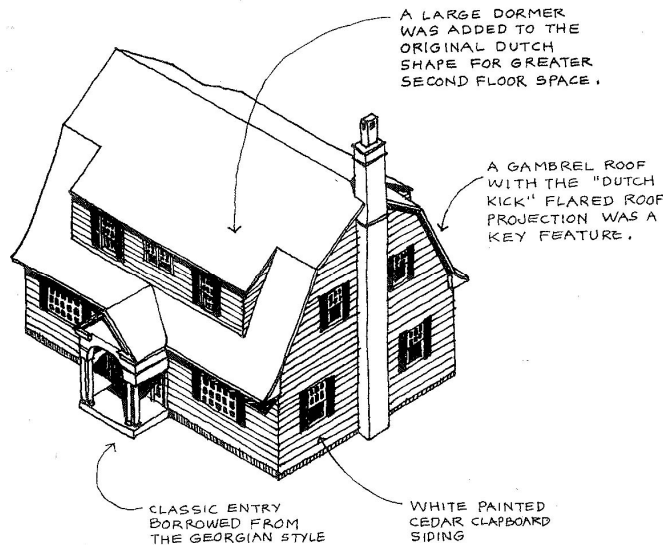 A LARGE DORMER
WAS ADDED TO THE
ORIGINAL DUTCH
SHAPE FOR GREATER
SECOND FLOOR SPACE.
A GAMBREL ROOF
WITH THE "DUTCH
KICK" FLARED ROOF
PROJECTION WAS A
KEY FEATURE.
CLASSIC ENTRY
BORROWED FROM
THE GEORGIAN STYLE
WHITE PAINTED
CEDAR CLAPBOARD
SIDING